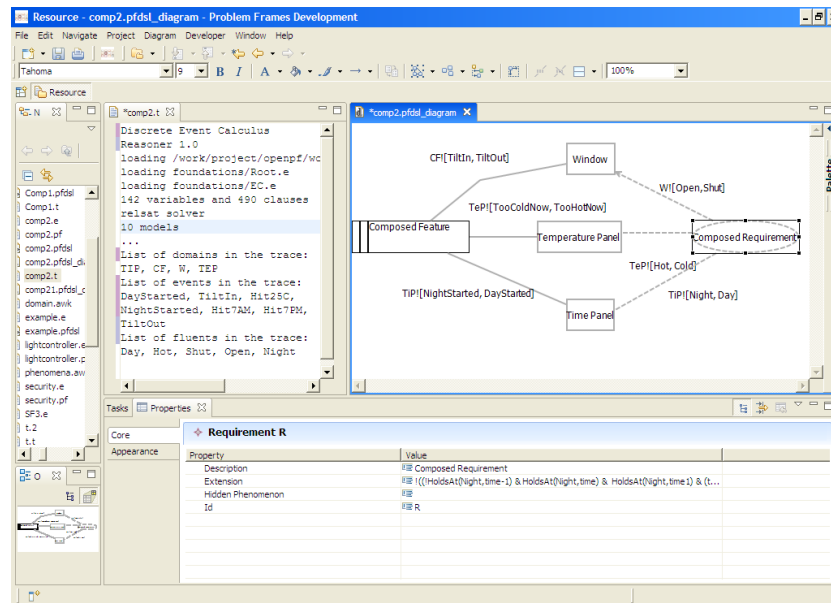 Resource - comp2.pfdsl_diagram - Problem Frames Development
File Edit Navigate Project Diagram Developer Window Help
Tahoma 9 B I A 100%
Resource
N
*comp2.t
*comp2.pfdsl_diagram
Palette
Comp1.pfdsl
Comp1.t
comp2.e
comp2.pf
comp2.pfdsl
comp2.pfdsl_di
comp2.t
comp21.pfdsl_c
domain.awk
example.e
example.pfdsl
lightcontroller.e
lightcontroller.p
phenomena.aw
security.e
security.pf
SF3.e
t.2
t.t
Discrete Event Calculus
Reasoner 1.0
loading /work/project/openpf/wo
loading foundations/Root.e
loading foundations/EC.e
142 variables and 490 clauses
relsat solver
10 models
...
List of domains in the trace:
TIP, CF, W, TEP
List of events in the trace:
DayStarted, TiltIn, Hit25C,
NightStarted, Hit7AM, Hit7PM,
TiltOut
List of fluents in the trace:
Day, Hot, Shut, Open, Night
CF![TiltIn, TiltOut]
Window
W![Open,Shut]
TeP![TooColdNow, TooHotNow]
Composed Feature
Temperature Panel
Composed Requirement
TeP![Hot, Cold]
TiP![NightStarted, DayStarted]
TiP![Night, Day]
Time Panel
Tasks Properties
O
Core
Appearance
Requirement R
Property Value
Description Composed Requirement
Extension !((!HoldsAt(Night,time-1) & HoldsAt(Night,time) & HoldsAt(Night,time1) & (t...
Hidden Phenomenon
Id R